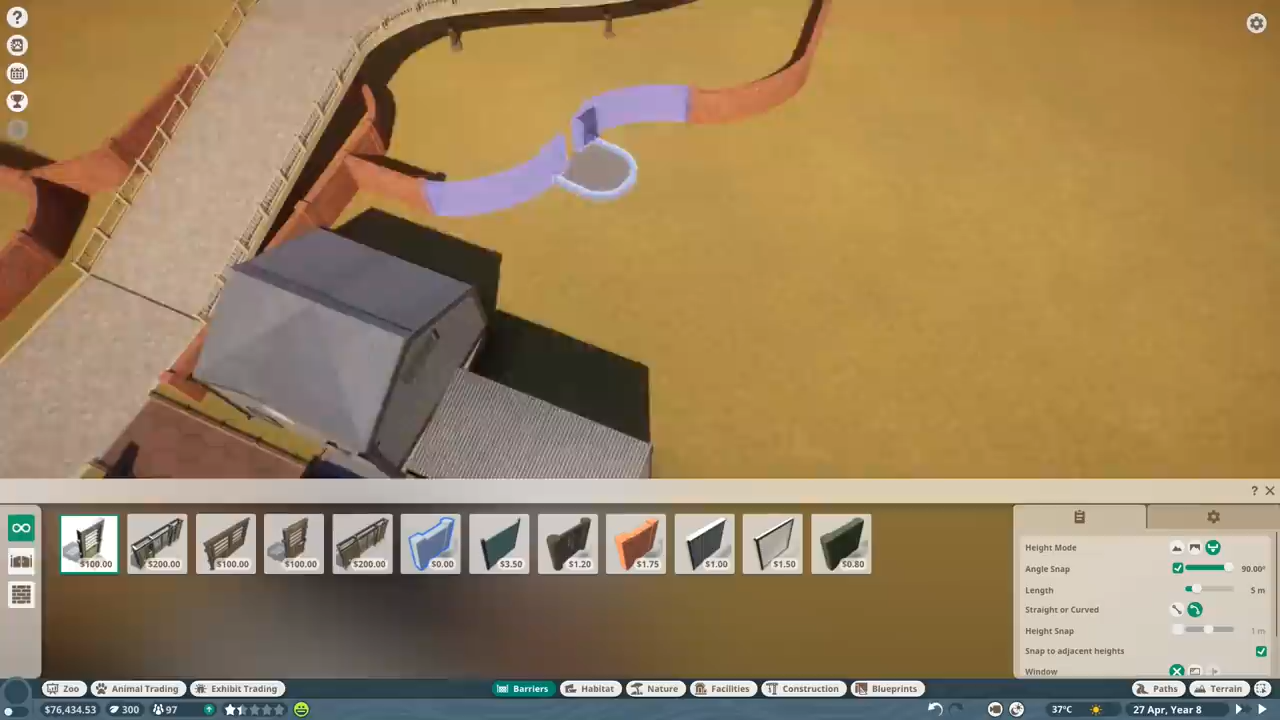 ?
? ×
$100.00 $200.00 $100.00 $100.00 $200.00 $0.00 $3.50 $1.20 $1.75 $1.00 $1.50 $0.80
Height Mode
Angle Snap 90.00°
Length 5 m
Straight or Curved
Height Snap 1 m
Snap to adjacent heights
Window
Zoo Animal Trading Exhibit Trading Barriers Habitat Nature Facilities Construction Blueprints Paths Terrain
$76,434.53 300 97 37°C 27 Apr, Year 8